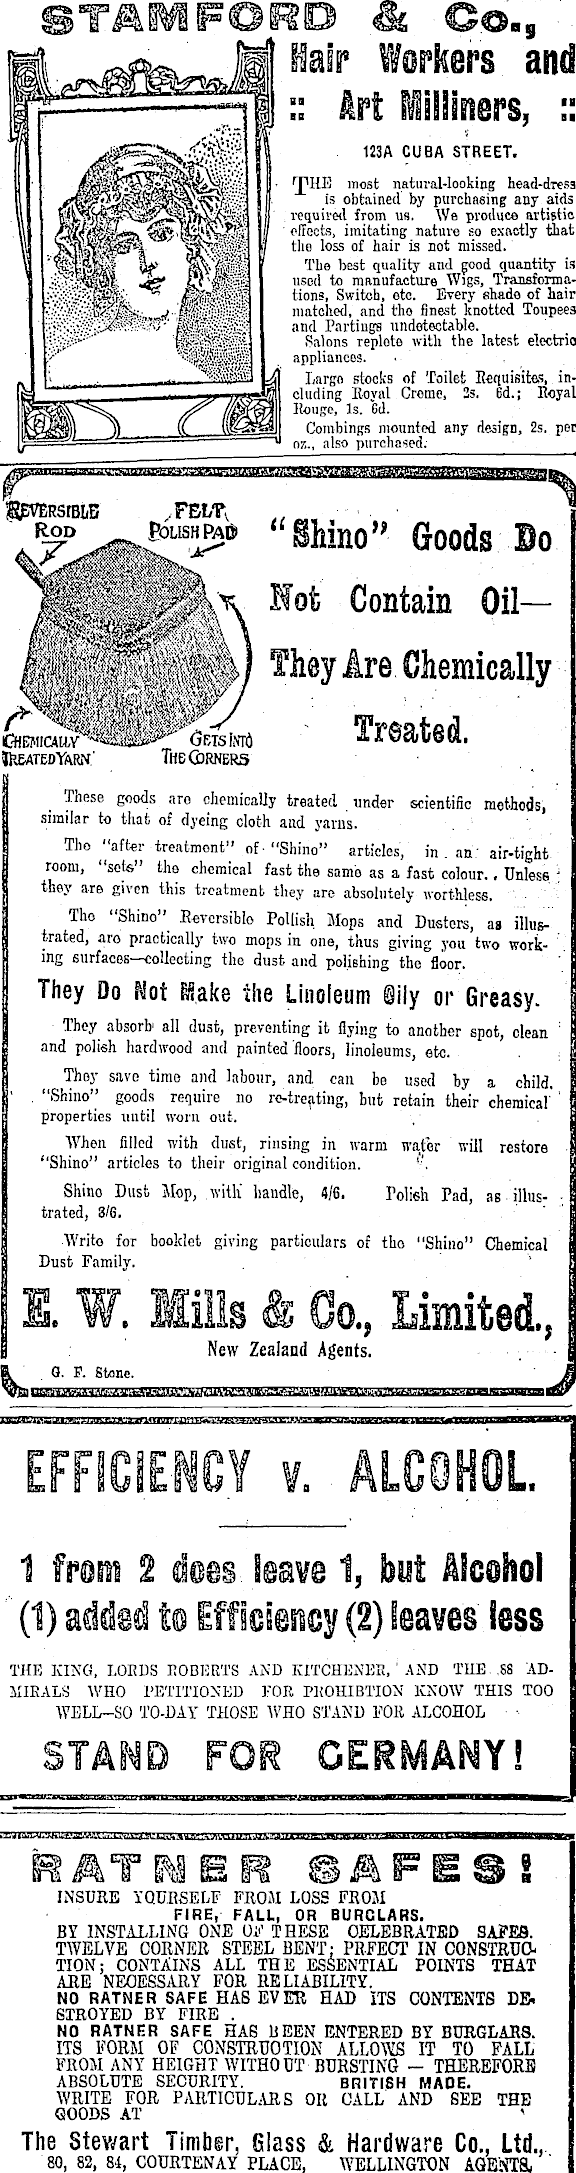 STAMFORD & Co.,
Hair Workers and
:: Art Milliners, ::
123A CUBA STREET.
THE most natural-looking head-dress
is obtained by purchasing any aids
required from us. We produce artistic
effects, imitating nature so exactly that
the loss of hair is not missed.
The best quality and good quantity is
used to manufacture Wigs, Transforma-
tions, Switch, etc. Every shade of hair
matched, and the finest knotted Toupees
and Partings undetectable.
Salons replete with the latest electric
appliances.
Large stocks of Toilet Requisites, in-
cluding Royal Creme, 2s. 6d.; Royal
Rouge, 1s. 6d.
Combings mounted any design, 2s. per
oz., also purchased.
REVERSIBLE
ROD
FELT
POLISH PAD
CHEMICALLY
TREATED YARN
GETS INTO
THE CORNERS
"Shino" Goods Do
Not Contain Oil—
They Are Chemically
Treated.
These goods are chemically treated under scientific methods,
similar to that of dyeing cloth and yarns.
The "after treatment" of "Shino" articles, in an air-tight
room, "sets" the chemical fast the same as a fast colour. Unless
they are given this treatment they are absolutely worthless.
The "Shino" Reversible Polish Mops and Dusters, as illus-
trated, are practically two mops in one, thus giving you two work-
ing surfaces—collecting the dust and polishing the floor.
They Do Not Make the Linoleum Oily or Greasy.
They absorb all dust, preventing it flying to another spot, clean
and polish hardwood and painted floors, linoleums, etc.
They save time and labour, and can be used by a child.
"Shino" goods require no re-treating, but retain their chemical
properties until worn out.
When filled with dust, rinsing in warm water will restore
"Shino" articles to their original condition.
Shino Dust Mop, with handle, 4/6. Polish Pad, as illus-
trated, 3/6.
Write for booklet giving particulars of the "Shino" Chemical
Dust Family.
E. W. Mills & Co., Limited.,
New Zealand Agents.
G. F. Stone.
EFFICIENCY v. ALCOHOL.
1 from 2 does leave 1, but Alcohol
(1) added to Efficiency (2) leaves less
THE KING, LORDS ROBERTS AND KITCHENER, AND THE 88 AD-
MIRALS WHO PETITIONED FOR PROHIBTION KNOW THIS TOO
WELL—SO TO-DAY THOSE WHO STAND FOR ALCOHOL
STAND FOR GERMANY!
RATNER SAFES!
INSURE YOURSELF FROM LOSS FROM
FIRE, FALL, OR BURGLARS.
BY INSTALLING ONE OF THESE CELEBRATED SAFES.
TWELVE CORNER STEEL BENT; PRFECT IN CONSTRUC-
TION; CONTAINS ALL THE ESSENTIAL POINTS THAT
ARE NECESSARY FOR RELIABILITY.
NO RATNER SAFE HAS EVER HAD ITS CONTENTS DE-
STROYED BY FIRE.
NO RATNER SAFE HAS BEEN ENTERED BY BURGLARS.
ITS FORM OF CONSTRUCTION ALLOWS IT TO FALL
FROM ANY HEIGHT WITHOUT BURSTING — THEREFORE
ABSOLUTE SECURITY. BRITISH MADE.
WRITE FOR PARTICULARS OR CALL AND SEE THE
GOODS AT
The Stewart Timber, Glass & Hardware Co., Ltd.,
80, 82, 84, COURTENAY PLACE, WELLINGTON AGENTS.